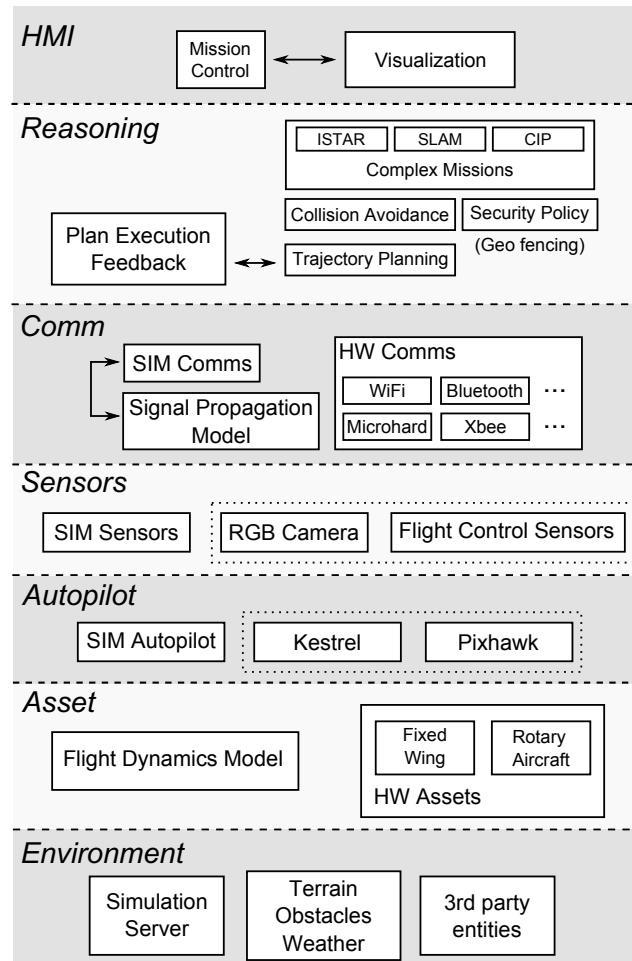 HMI
Mission
Control
Visualization
Reasoning
ISTAR
SLAM
CIP
Complex Missions
Collision Avoidance
Security Policy
(Geo fencing)
Plan Execution
Feedback
Trajectory Planning
Comm
SIM Comms
Signal Propagation
Model
HW Comms
WiFi
Bluetooth
...
Microhard
Xbee
...
Sensors
SIM Sensors
RGB Camera
Flight Control Sensors
Autopilot
SIM Autopilot
Kestrel
Pixhawk
Asset
Flight Dynamics Model
Fixed
Wing
Rotary
Aircraft
HW Assets
Environment
Simulation
Server
Terrain
Obstacles
Weather
3rd party
entities